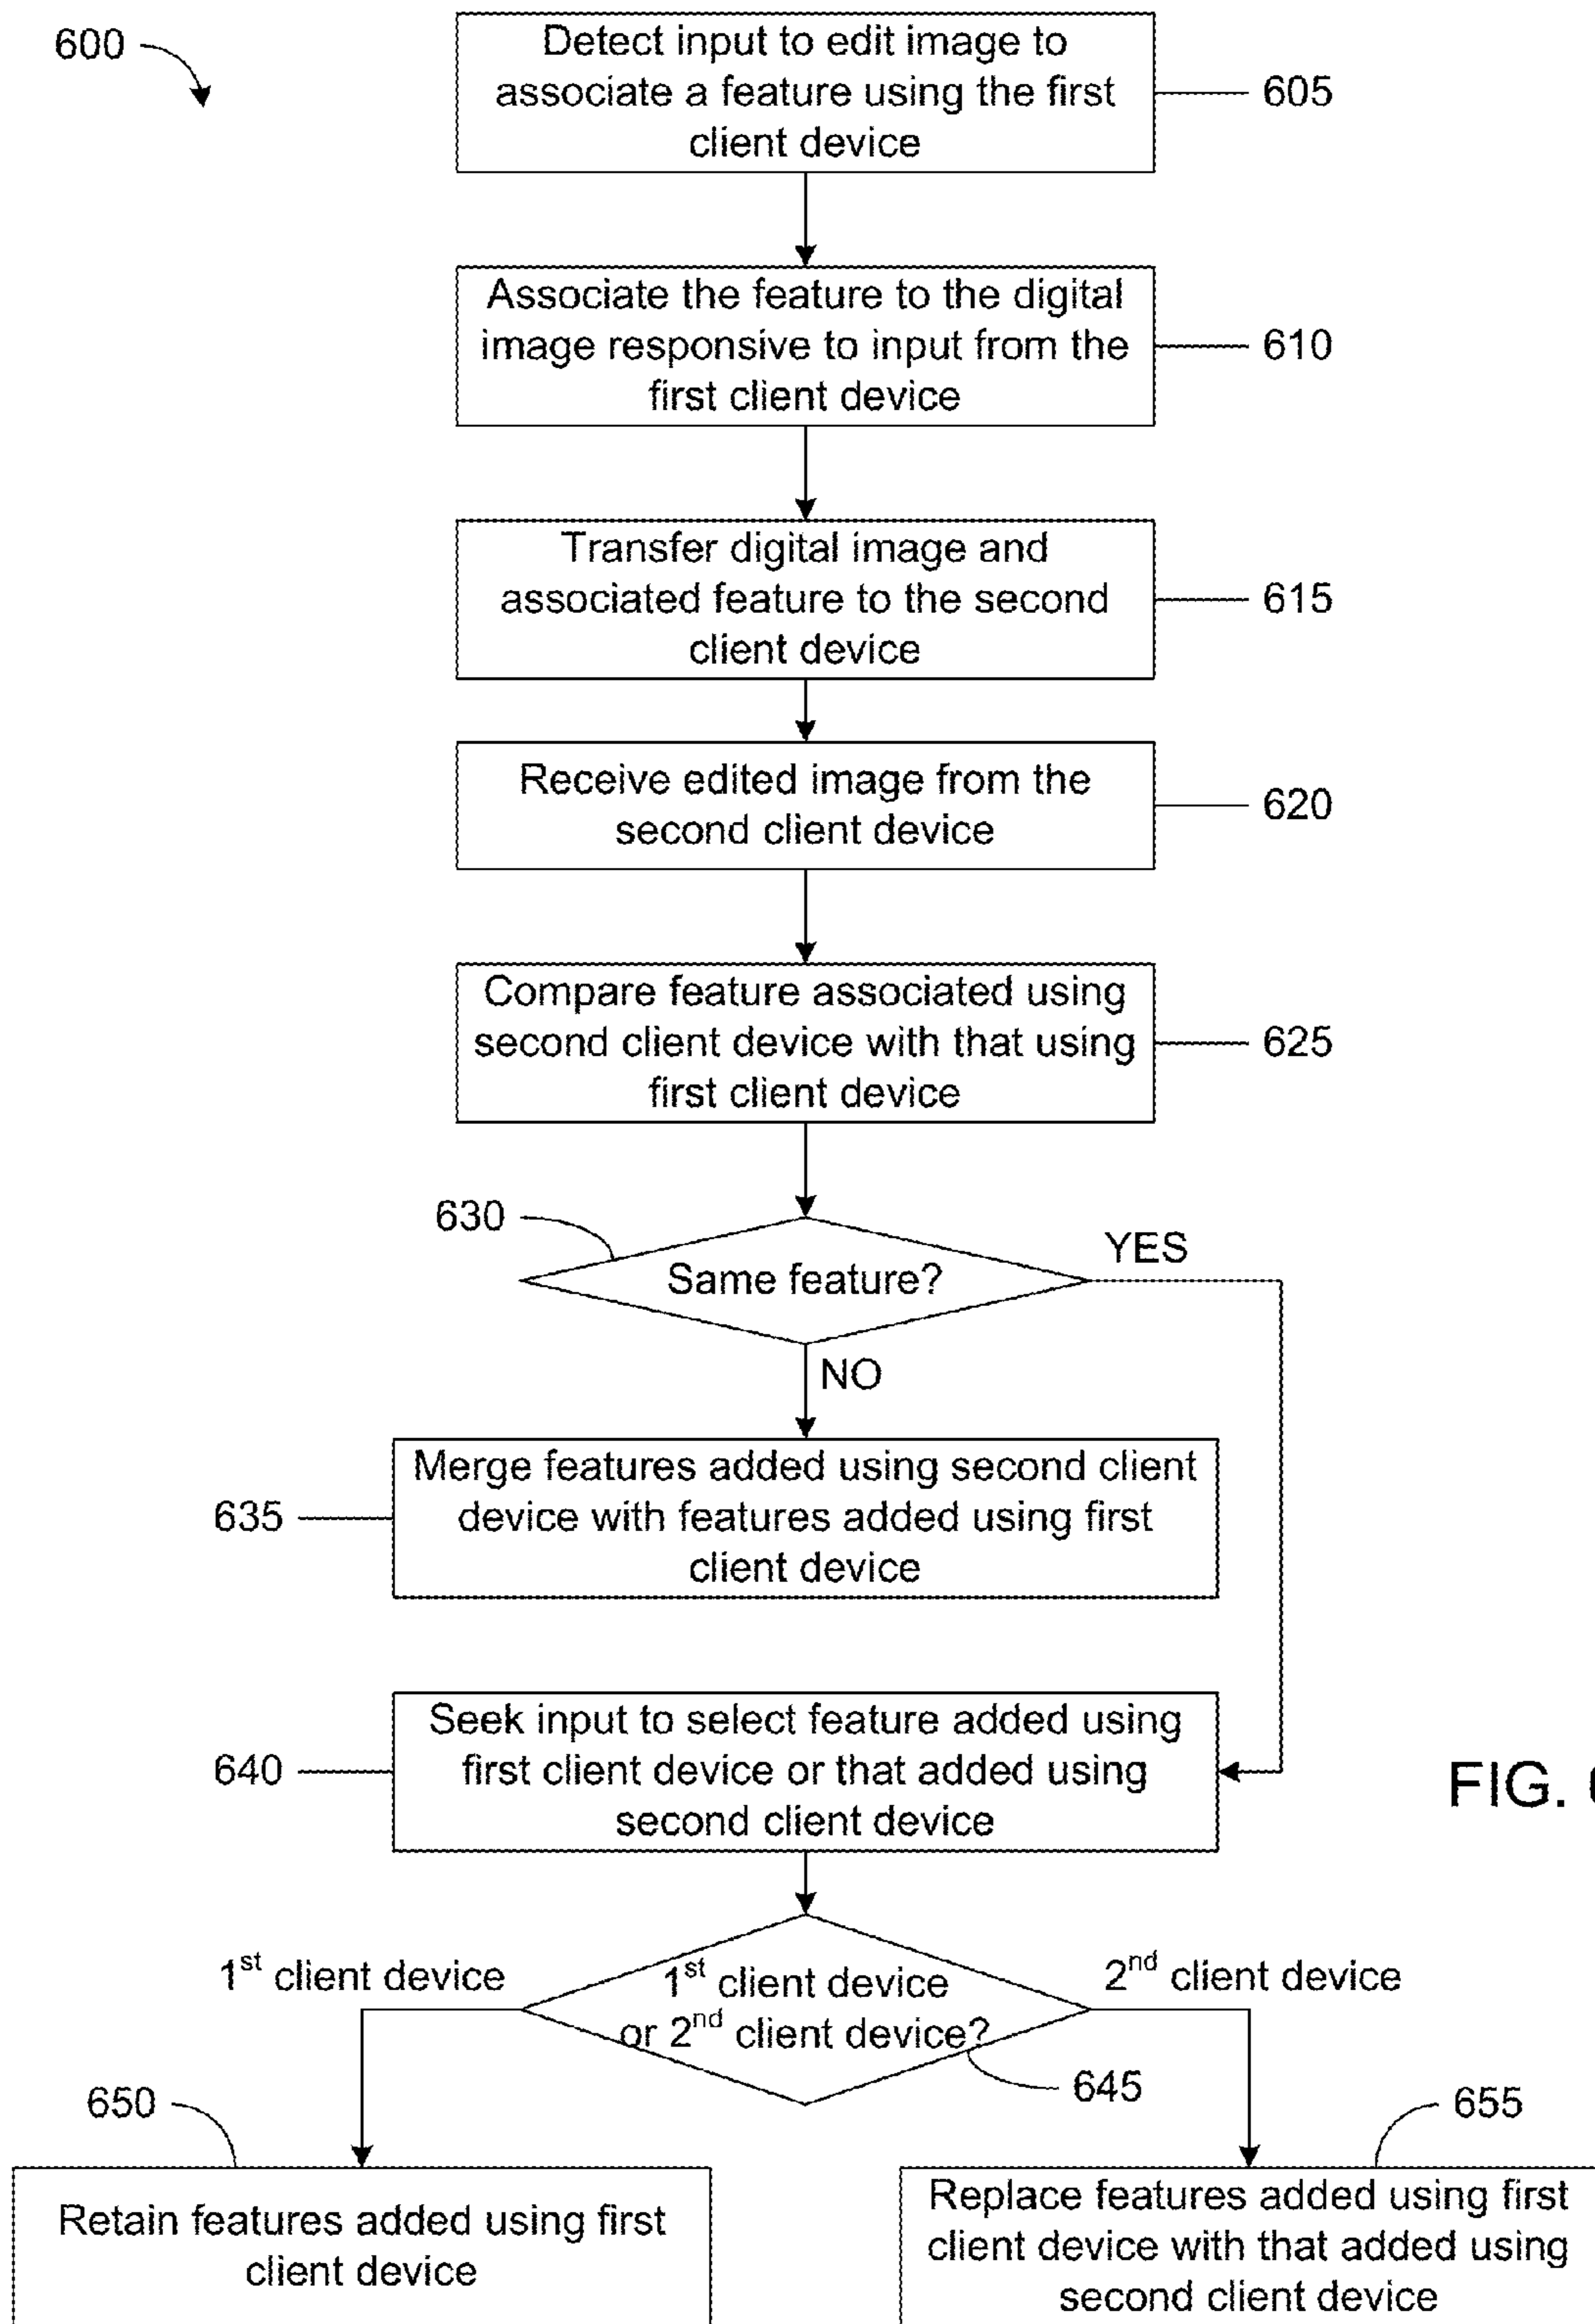 600
Detect input to edit image to
associate a feature using the first
client device
605
Associate the feature to the digital
image responsive to input from the
first client device
610
Transfer digital image and
associated feature to the second
client device
615
Receive edited image from the
second client device
620
Compare feature associated using
second client device with that using
first client device
625
630
Same feature?
YES
NO
635
Merge features added using second client
device with features added using first
client device
640
Seek input to select feature added using
first client device or that added using
second client device
FIG.
1st client device
1st client device
or 2nd client device?
2nd client device
645
650
655
Retain features added using first
client device
Replace features added using first
client device with that added using
second client device